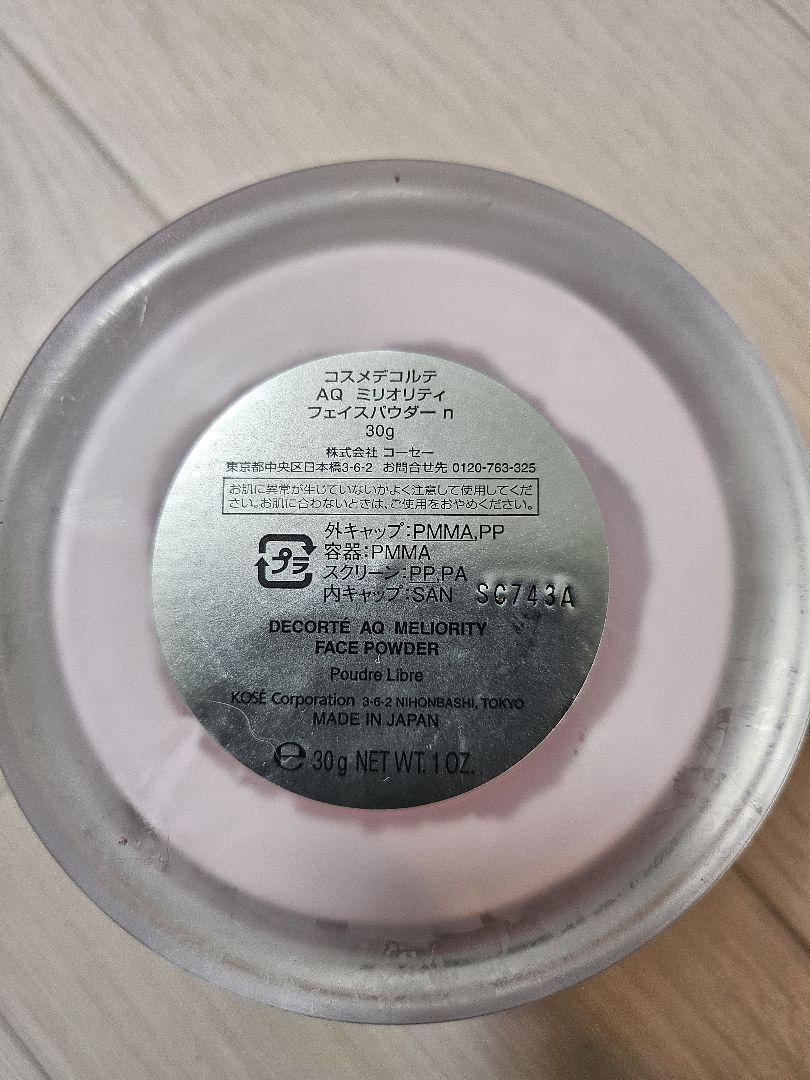 コスメデコルテ
AQ ミリオリティ
フェイスパウダー n
30g
株式会社 コーセー
東京都中央区日本橋3-6-2 お問合せ先 0120-763-325
お肌に異常が生じていないかよく注意して使用してくだ
さい。お肌に合わないときは、ご使用をおやめください。
プラ
外キャップ:PMMA,PP
容器:PMMA
スクリーン:PP,PA
内キャップ:SAN SC743A
DECORTÉ AQ MELIORITY
FACE POWDER
Poudre Libre
KOSÉ Corporation 3-6-2 NIHONBASHI, TOKYO
MADE IN JAPAN
℮ 30g NET WT. 1 OZ.